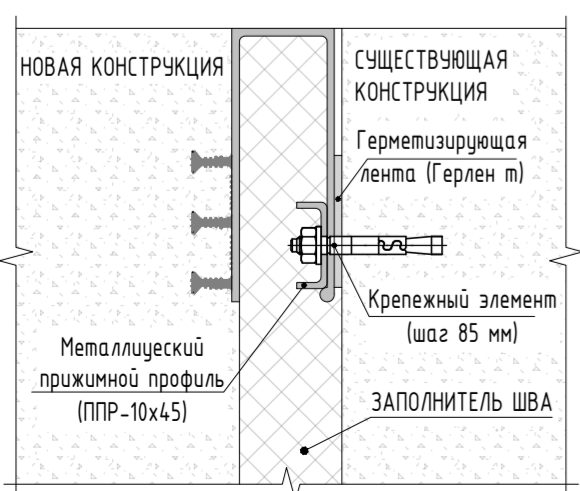 НОВАЯ КОНСТРУКЦИЯ
СУЩЕСТВУЮЩАЯ
КОНСТРУКЦИЯ
Герметизирующая
лента (Герлен т)
Крепежный элемент
(шаг 85 мм)
Металлический
прижимной профиль
(ППР-10х45)
ЗАПОЛНИТЕЛЬ ШВА